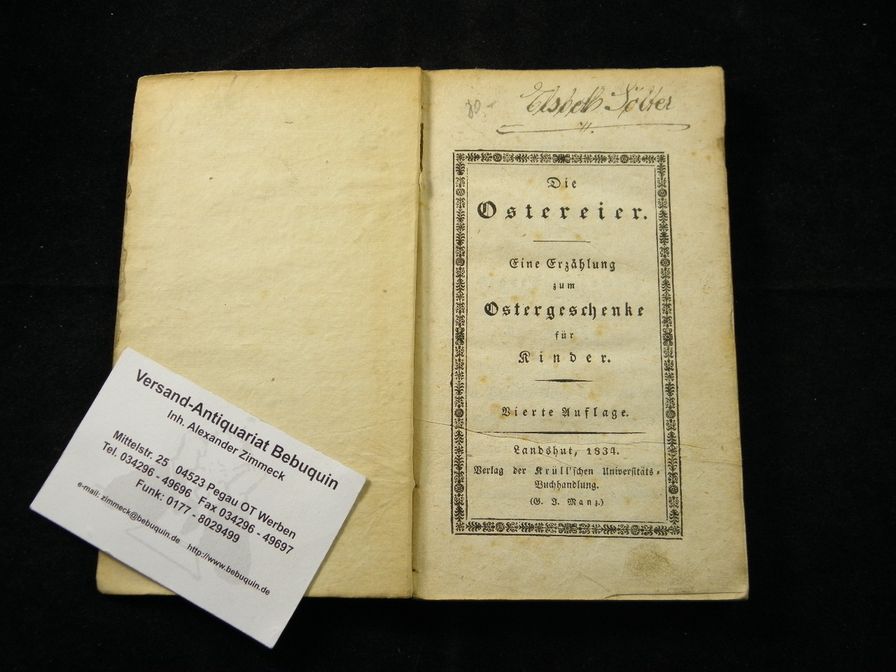 Versand-Antiquariat Bebuquin
Inh. Alexander Zimmeck
Mittelstr. 25 04523 Pegau OT Werben
Tel. 034296 - 49696 Fax 034296 - 49697
Funk: 0177 - 8029499
e-mail: zimmeck@bebuquin.de http://www.bebuquin.de
Elsbeth
Die
Ostereier.
Eine Erzählung
zum
Ostergeschenke
für
Kinder.
Vierte Auflage.
Landshut, 1834.
Verlag der Krüll'schen Universitäts-
Buchhandlung.
(G. J. Manz.)